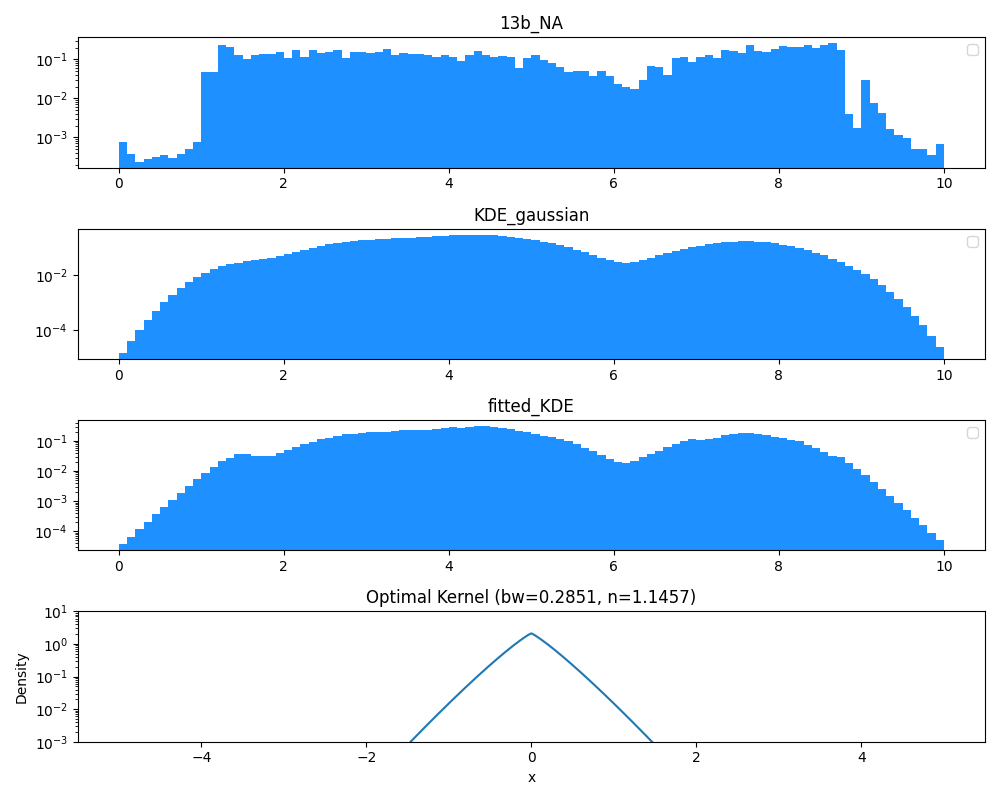 13b_NA
10⁻¹
10⁻²
10⁻³
0 2 4 6 8 10
KDE_gaussian
10⁻²
10⁻⁴
0 2 4 6 8 10
fitted_KDE
10⁻¹
10⁻²
10⁻³
10⁻⁴
0 2 4 6 8 10
Optimal Kernel (bw=0.2851, n=1.1457)
Density
10¹
10⁰
10⁻¹
10⁻²
10⁻³
−4 −2 0 2 4
x